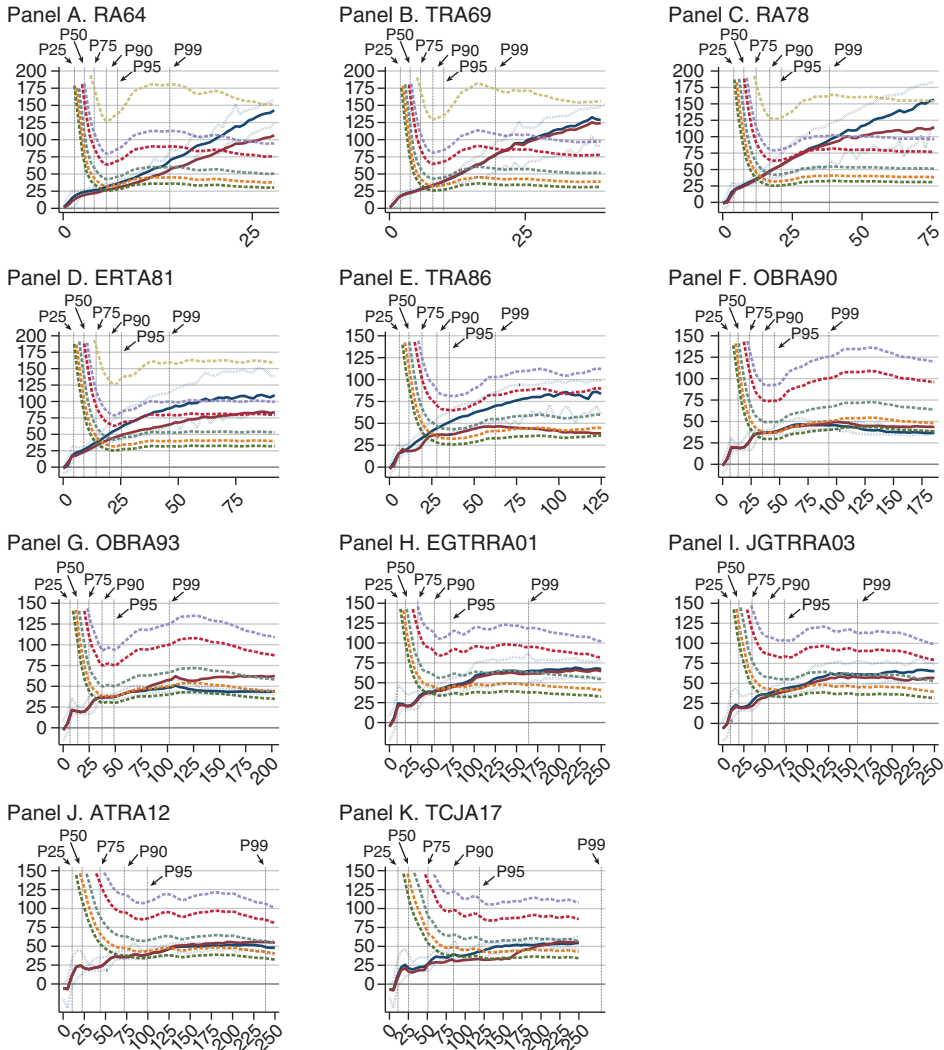 Panel A. RA64
P50
P25 P75 P90 P99
P95
200
175
150
125
100
75
50
25
0
0 25
Panel B. TRA69
P50
P25 P75 P90 P99
P95
200
175
150
125
100
75
50
25
0
0 25
Panel C. RA78
P50
P25 P75 P90 P99
P95
200
175
150
125
100
75
50
25
0
0 25 50 75
Panel D. ERTA81
P50
P25 P75 P90 P99
P95
200
175
150
125
100
75
50
25
0
0 25 50 75
Panel E. TRA86
P50
P25 P75 P90 P99
P95
150
125
100
75
50
25
0
0 25 50 75 100 125
Panel F. OBRA90
P50
P25 P75 P90 P99
P95
150
125
100
75
50
25
0
0 25 50 75 100 125 150 175
Panel G. OBRA93
P50
P25 P75 P90 P99
P95
150
125
100
75
50
25
0
0 25 50 75 100 125 150 175 200
Panel H. EGTRRA01
P50
P25 P75 P90 P99
P95
150
125
100
75
50
25
0
0 25 50 75 100 125 150 175 200 225 250
Panel I. JGTRRA03
P50
P25 P75 P90 P99
P95
150
125
100
75
50
25
0
0 25 50 75 100 125 150 175 200 225 250
Panel J. ATRA12
P50
P25 P75 P90 P99
P95
150
125
100
75
50
25
0
0 25 50 75 100 125 150 175 200 225 250
Panel K. TCJA17
P50
P25 P75 P90 P99
P95
150
125
100
75
50
25
0
0 25 50 75 100 125 150 175 200 225 250